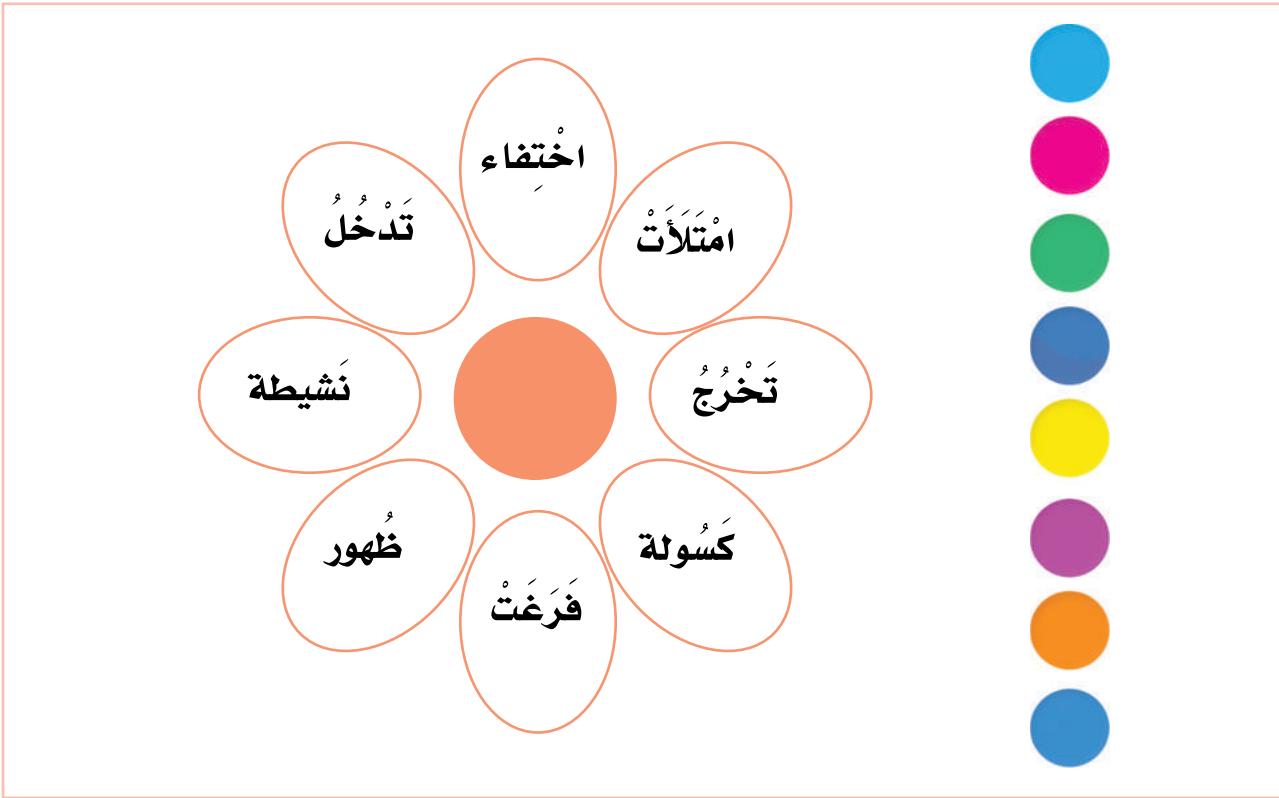 اخْتِفاء
امْتَلَأَتْ
تَدْخُلُ
تَخْرُجُ
نَشيطة
كَسُولة
ظُهور
فَرَغَتْ